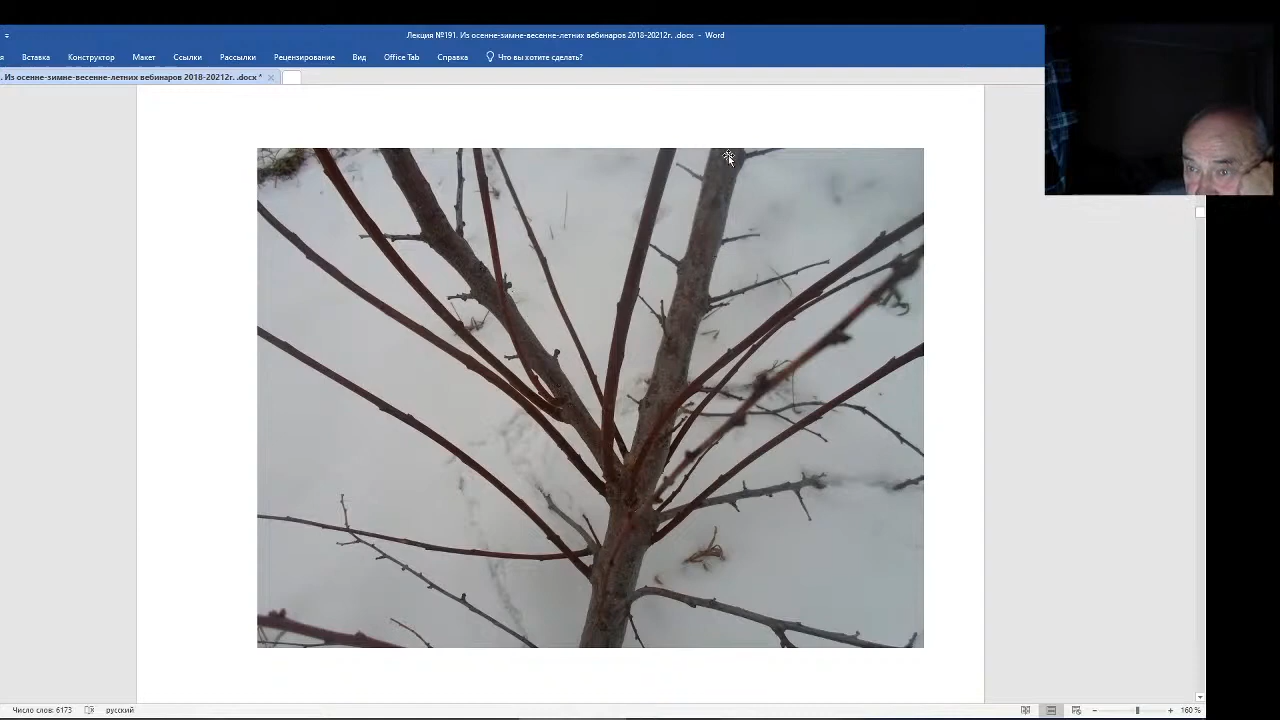 Лекция №191. Из осенне-зимне-весенне-летних вебинаров 2018-20212г. .docx - Word
я Вставка Конструктор Макет Ссылки Рассылки Рецензирование Вид Office Tab Справка Что вы хотите сделать?
. Из осенне-зимне-весенне-летних вебинаров 2018-20212г. .docx *
Число слов: 6173 русский 160 %